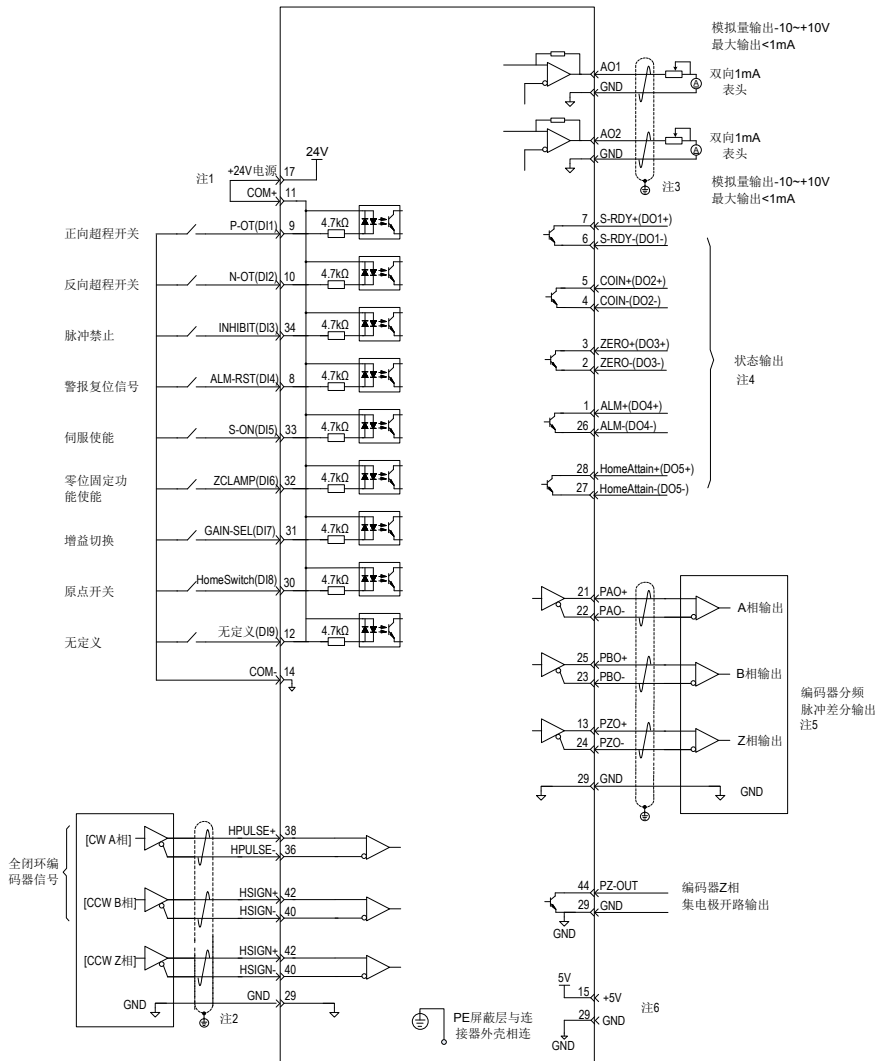 模拟量输出-10~+10V
最大输出<1mA
AO1
GND
双向1mA
表头
A
AO2
GND
双向1mA
表头
A
注3
模拟量输出-10~+10V
最大输出<1mA
24V
注1
+24V电源 17
COM+ 11
正向超程开关 P-OT(DI1) 9 4.7kΩ
反向超程开关 N-OT(DI2) 10 4.7kΩ
脉冲禁止 INHIBIT(DI3) 34 4.7kΩ
警报复位信号 ALM-RST(DI4) 8 4.7kΩ
伺服使能 S-ON(DI5) 33 4.7kΩ
零位固定功
能使能
ZCLAMP(DI6) 32 4.7kΩ
增益切换 GAIN-SEL(DI7) 31 4.7kΩ
原点开关 HomeSwitch(DI8) 30 4.7kΩ
无定义 无定义(DI9) 12 4.7kΩ
COM- 14
7 S-RDY+(DO1+)
6 S-RDY-(DO1-)
5 COIN+(DO2+)
4 COIN-(DO2-)
3 ZERO+(DO3+)
2 ZERO-(DO3-)
1 ALM+(DO4+)
26 ALM-(DO4-)
28 HomeAttain+(DO5+)
27 HomeAttain-(DO5-)
状态输出
注4
21 PAO+
22 PAO-
A相输出
25 PBO+
23 PBO-
B相输出
13 PZO+
24 PZO-
Z相输出
29 GND
GND
编码器分频
脉冲差分输出
注5
全闭环编
码器信号
[CW A相] HPULSE+ 38
HPULSE- 36
[CCW B相] HSIGN+ 42
HSIGN- 40
[CCW Z相] HSIGN+ 42
HSIGN- 40
GND GND 29
注2
44 PZ-OUT
29 GND
GND
编码器Z相
集电极开路输出
5V
15 +5V
29 GND
GND
注6
PE屏蔽层与连
接器外壳相连